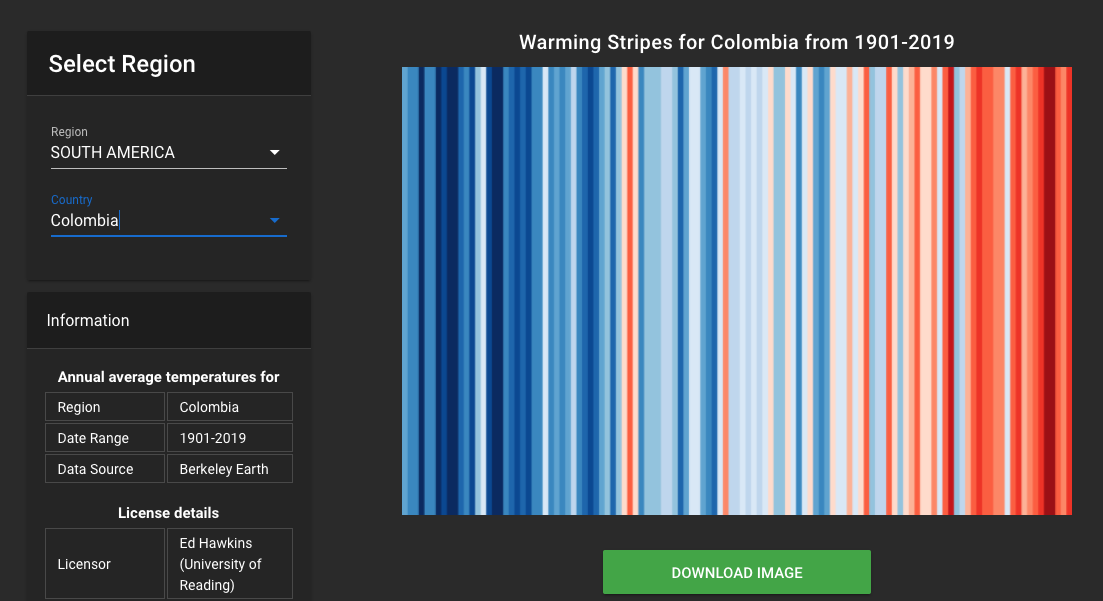 Select Region
Region
SOUTH AMERICA
Country
Colombia
Information
Annual average temperatures for
Region Colombia
Date Range 1901-2019
Data Source Berkeley Earth
License details
Licensor Ed Hawkins
(University of
Reading)
Warming Stripes for Colombia from 1901-2019
DOWNLOAD IMAGE